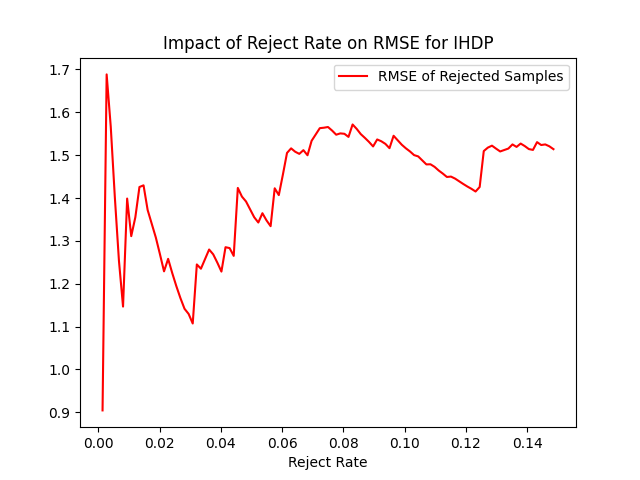 Impact of Reject Rate on RMSE for IHDP
RMSE of Rejected Samples
1.7
1.6
1.5
1.4
1.3
1.2
1.1
1.0
0.9
0.00 0.02 0.04 0.06 0.08 0.10 0.12 0.14
Reject Rate